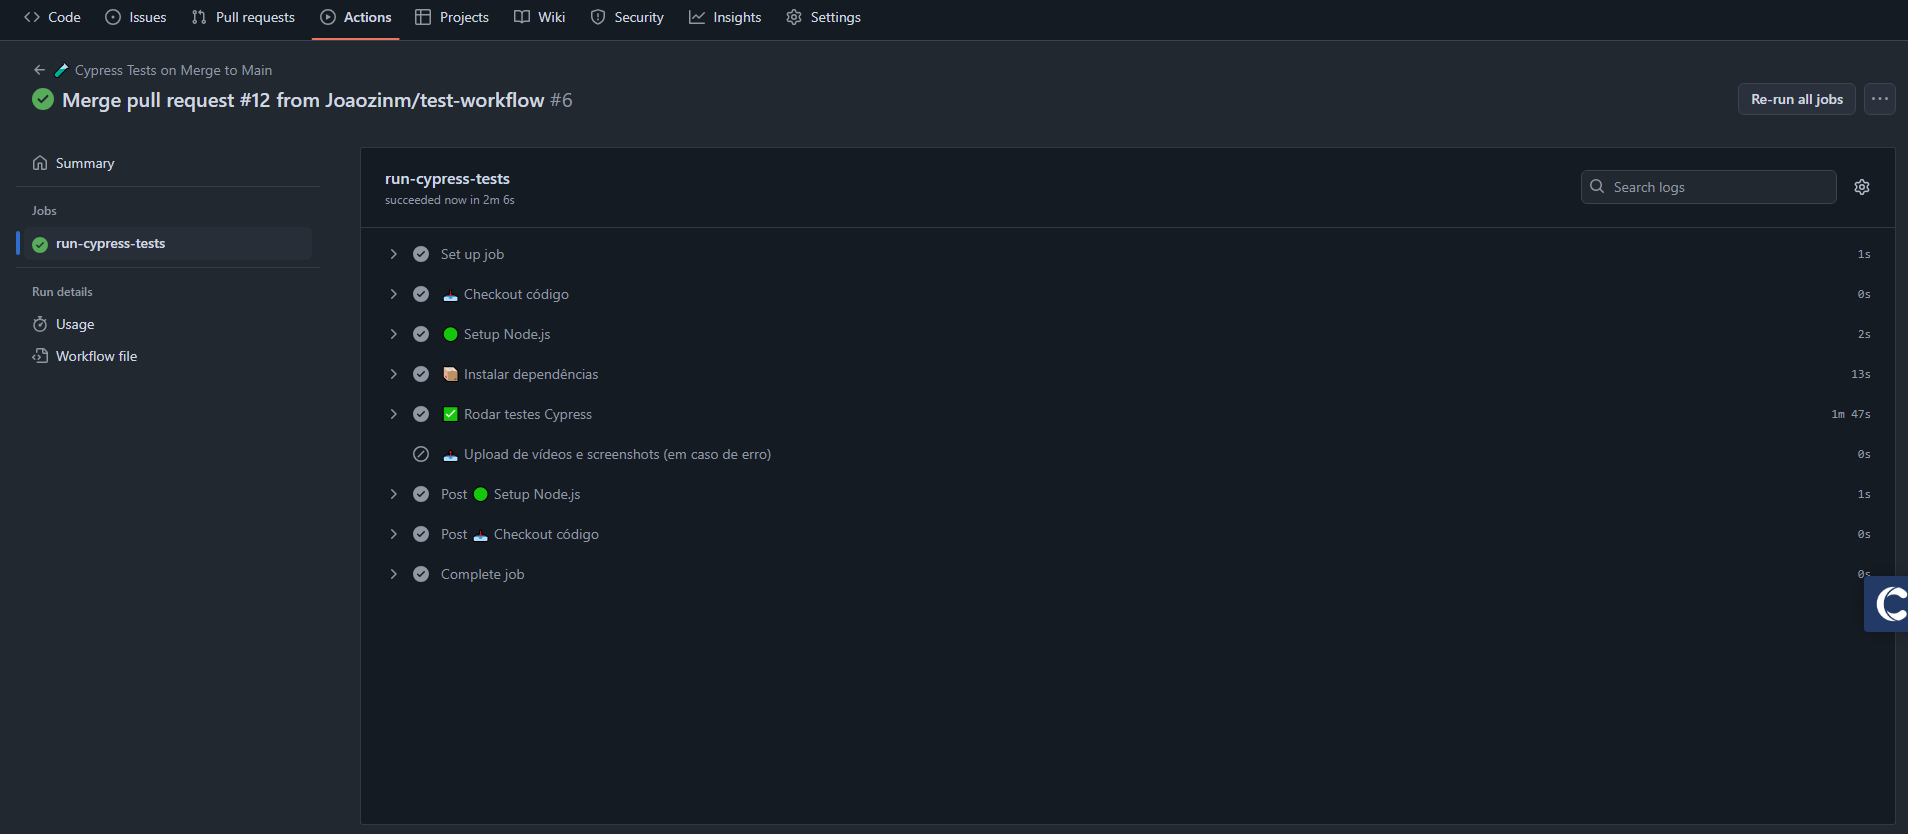 Code Issues Pull requests Actions Projects Wiki Security Insights Settings
Cypress Tests on Merge to Main
Merge pull request #12 from Joaozinm/test-workflow #6
Re-run all jobs
Summary
Jobs
run-cypress-tests
Run details
Usage
Workflow file
run-cypress-tests
succeeded now in 2m 6s
Search logs
Set up job 1s
Checkout código 0s
Setup Node.js 2s
Instalar dependências 13s
Rodar testes Cypress 1m 47s
Upload de vídeos e screenshots (em caso de erro) 0s
Post Setup Node.js 1s
Post Checkout código 0s
Complete job 0s